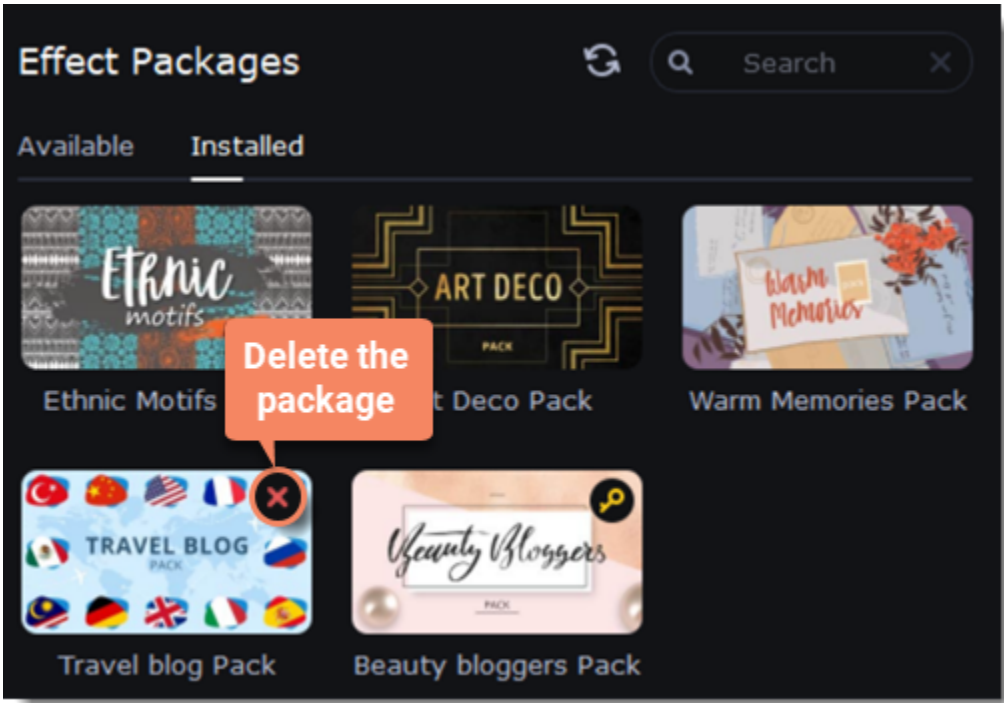 Effect Packages
Search
Available
Installed
Ethnic
motifs
ART DECO
PACK
Warm
Memories
Delete the
package
Ethnic Motifs
t Deco Pack
Warm Memories Pack
TRAVEL BLOG
PACK
Beauty Bloggers
PACK
Travel blog Pack
Beauty bloggers Pack